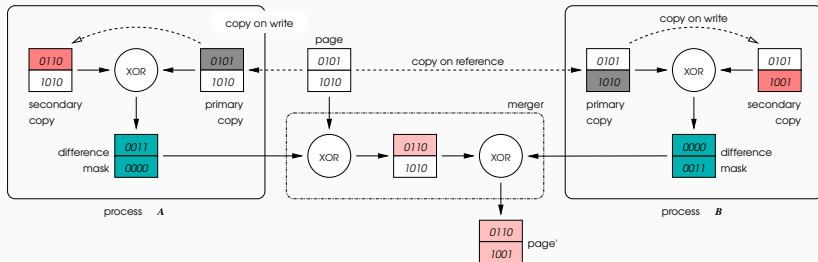 copy on write
0110
1010
secondary
copy
XOR
0101
1010
primary
copy
difference
mask
0011
0000
process A
page
0101
1010
copy on reference
merger
XOR
0110
1010
XOR
0110
1001
page'
copy on write
0101
1010
primary
copy
XOR
0101
1001
secondary
copy
0000
0011
difference
mask
process B